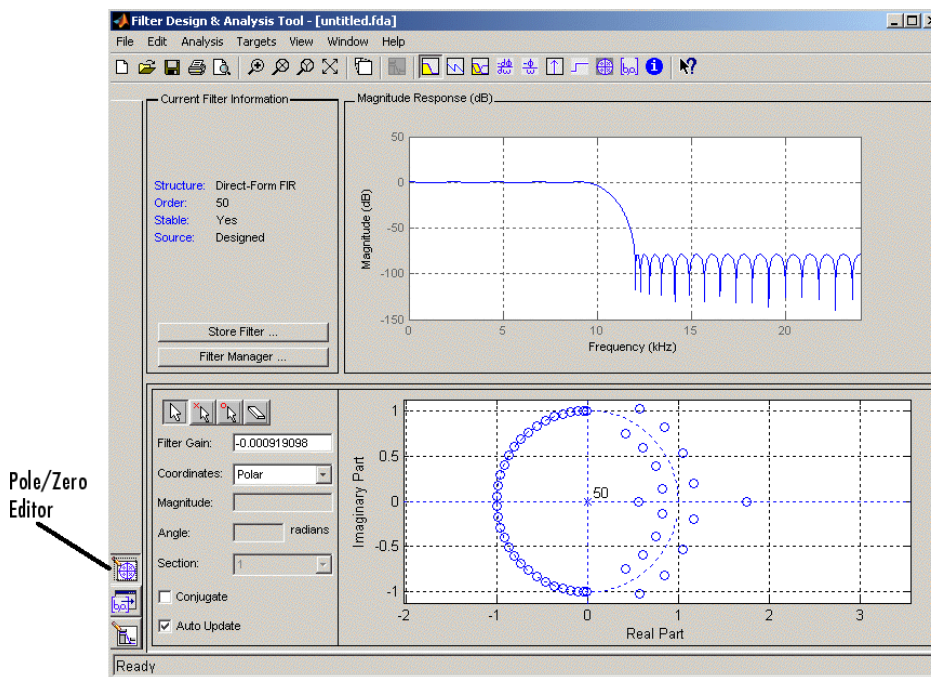 Filter Design & Analysis Tool - [untitled.fda]
File Edit Analysis Targets View Window Help
Current Filter Information
Structure: Direct-Form FIR
Order: 50
Stable: Yes
Source: Designed
Store Filter ...
Filter Manager ...
Magnitude Response (dB)
50
0
-50
-100
-150
Magnitude (dB)
0 5 10 15 20
Frequency (kHz)
Filter Gain: -0.000919098
Coordinates: Polar
Magnitude:
Angle: radians
Section: 1
Conjugate
Auto Update
1
0.5
0
-0.5
-1
Imaginary Part
50
-2 -1 0 1 2 3
Real Part
Pole/Zero
Editor
Ready